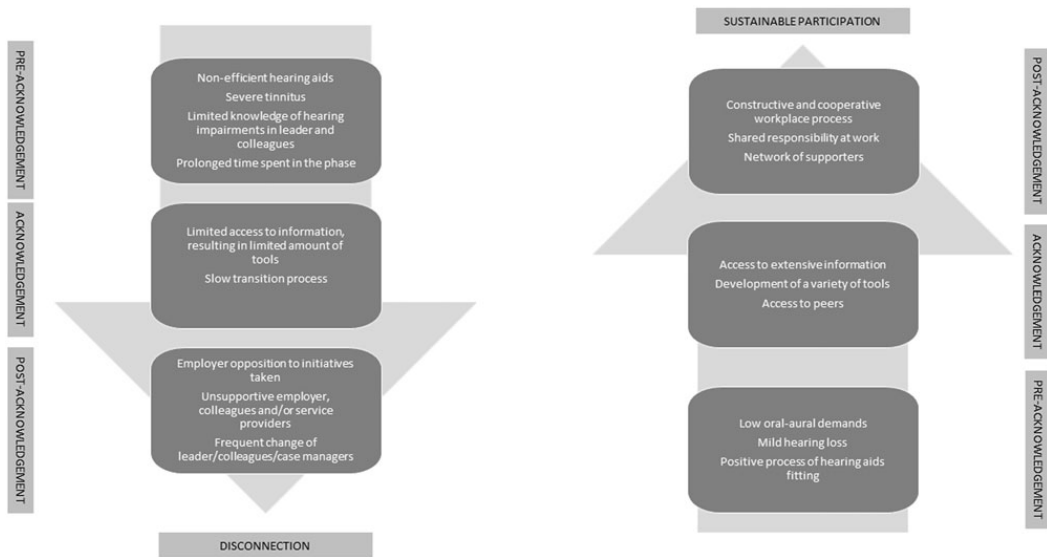 PRE-ACKNOWLEDGEMENT
Non-efficient hearing aids
Severe tinnitus
Limited knowledge of hearing
impairments in leader and
colleagues
Prolonged time spent in the phase
ACKNOWLEDGEMENT
Limited access to information,
resulting in limited amount of
tools
Slow transition process
POST-ACKNOWLEDGEMENT
Employer opposition to initiatives
taken
Unsupportive employer,
colleagues and/or service
providers
Frequent change of
leader/colleagues/case managers
DISCONNECTION
SUSTAINABLE PARTICIPATION
POST-ACKNOWLEDGEMENT
Constructive and cooperative
workplace process
Shared responsibility at work
Network of supporters
ACKNOWLEDGEMENT
Access to extensive information
Development of a variety of tools
Access to peers
PRE-ACKNOWLEDGEMENT
Low oral-aural demands
Mild hearing loss
Positive process of hearing aids
fitting